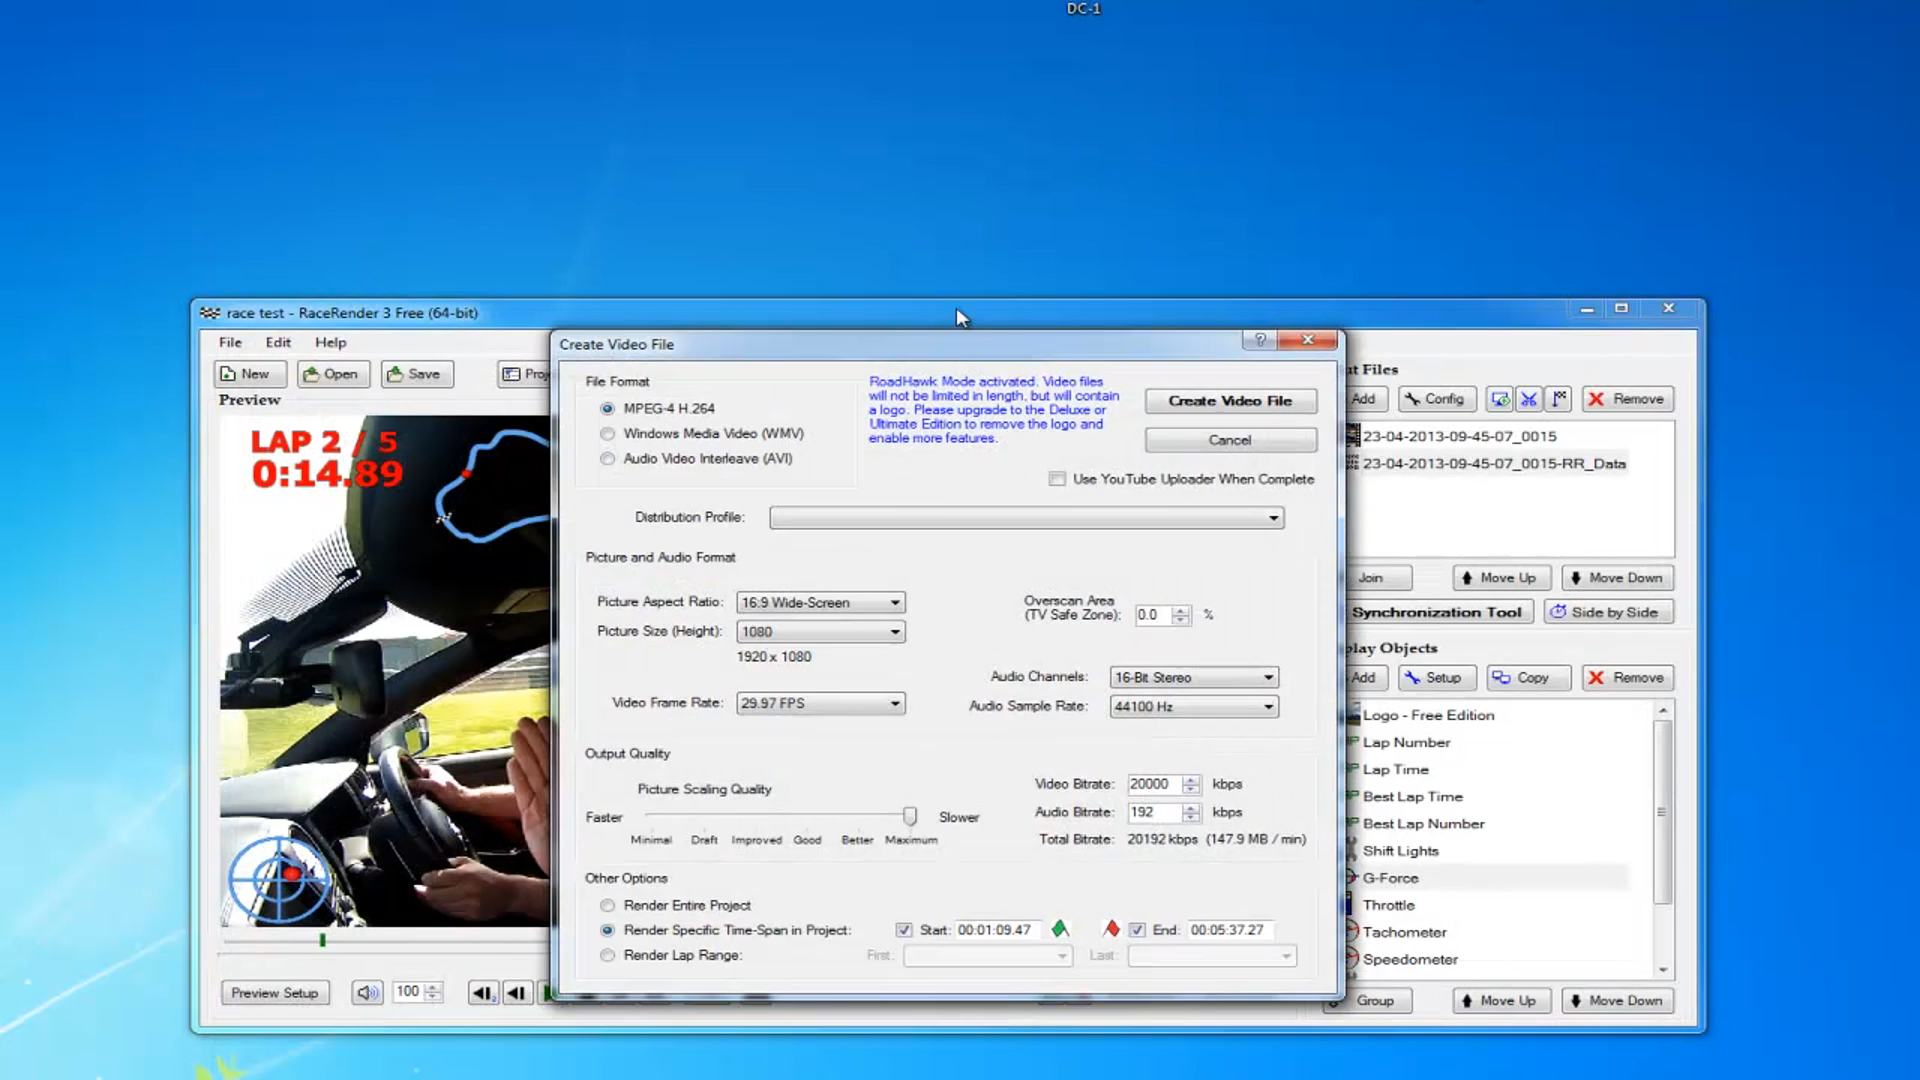 DC-1
race test - RaceRender 3 Free (64-bit)
File Edit Help
New Open Save
Preview
LAP 2 / 5
0:14.89
Preview Setup
100
Create Video File
File Format
MPEG-4 H.264
Windows Media Video (WMV)
Audio Video Interleave (AVI)
RoadHawk Mode activated. Video files
will not be limited in length, but will contain
a logo. Please upgrade to the Deluxe or
Ultimate Edition to remove the logo and
enable more features.
Create Video File
Cancel
Use YouTube Uploader When Complete
Distribution Profile:
Picture and Audio Format
Picture Aspect Ratio: 16:9 Wide-Screen
Picture Size (Height): 1080
1920 x 1080
Video Frame Rate: 29.97 FPS
Overscan Area
(TV Safe Zone): 0.0 %
Audio Channels: 16-Bit Stereo
Audio Sample Rate: 44100 Hz
Output Quality
Picture Scaling Quality
Faster Slower
Minimal Draft Improved Good Better Maximum
Video Bitrate: 20000 kbps
Audio Bitrate: 192 kbps
Total Bitrate: 20192 kbps (147.9 MB / min)
Other Options
Render Entire Project
Render Specific Time-Span in Project: Start: 00:01:09.47 End: 00:05:37.27
Render Lap Range: First: Last:
Files
Add Config Remove
23-04-2013-09-45-07_0015
23-04-2013-09-45-07_0015-RR_Data
Join Move Up Move Down
Synchronization Tool Side by Side
Objects
Add Setup Copy Remove
Logo - Free Edition
Lap Number
Lap Time
Best Lap Time
Best Lap Number
Shift Lights
G-Force
Throttle
Tachometer
Speedometer
Group Move Up Move Down